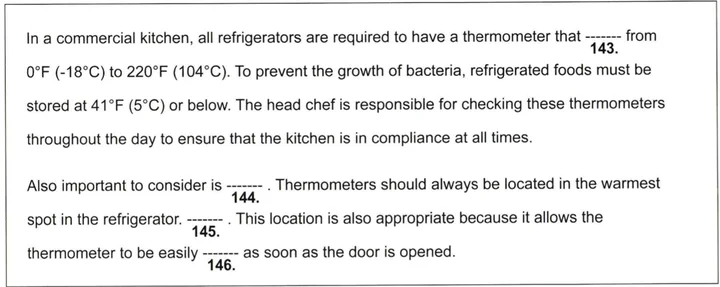 In a commercial kitchen, all refrigerators are required to have a thermometer that ------- from
143.
0°F (-18°C) to 220°F (104°C). To prevent the growth of bacteria, refrigerated foods must be
stored at 41°F (5°C) or below. The head chef is responsible for checking these thermometers
throughout the day to ensure that the kitchen is in compliance at all times.
Also important to consider is ------- . Thermometers should always be located in the warmest
144.
spot in the refrigerator. ------- . This location is also appropriate because it allows the
145.
thermometer to be easily ------- as soon as the door is opened.
146.